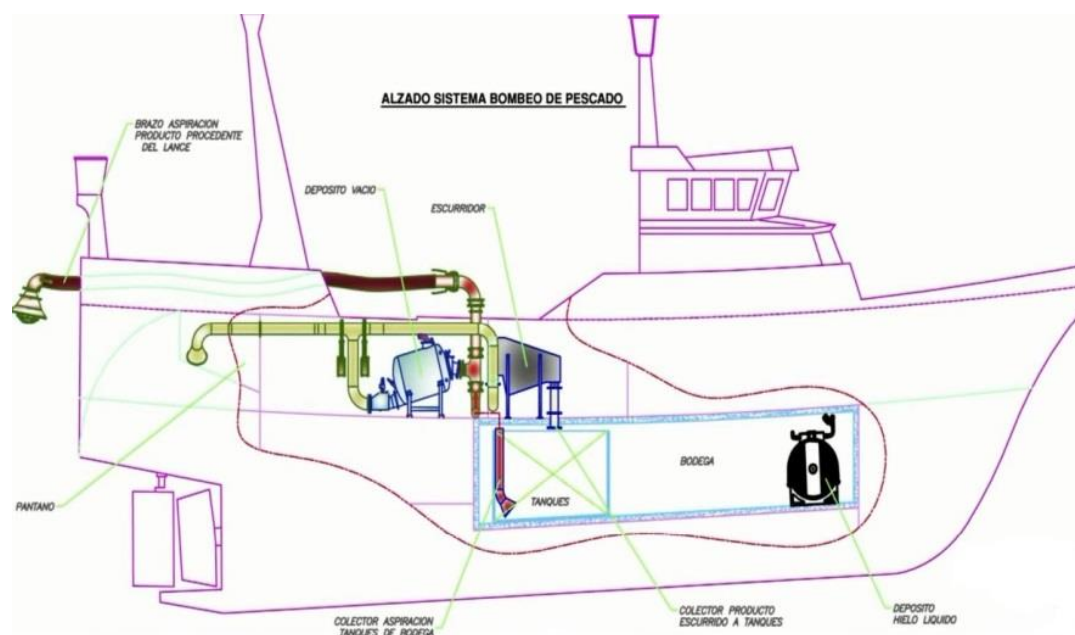 ALZADO SISTEMA BOMBEO DE PESCADO
BRAZO ASPIRACION
PRODUCTO PROCEDENTE
DEL LANCE
DEPOSITO VACIO
ESCURRIDOR
BODEGA
TANQUES
PANTANO
COLECTOR ASPIRACION
TANQUES DE BODEGA
COLECTOR PRODUCTO
ESCURRIDO A TANQUES
DEPOSITO
HIELO LIQUIDO